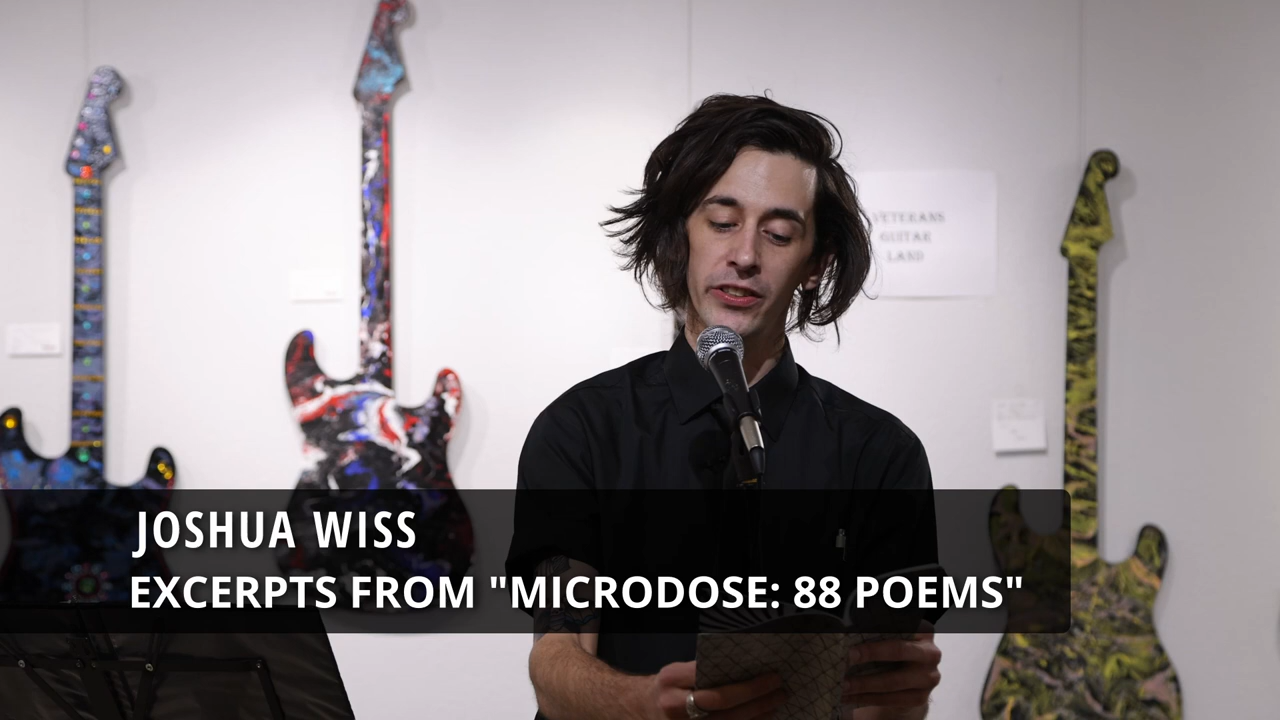 VETERANS
GUITAR
LAND
JOSHUA WISS
EXCERPTS FROM "MICRODOSE: 88 POEMS"